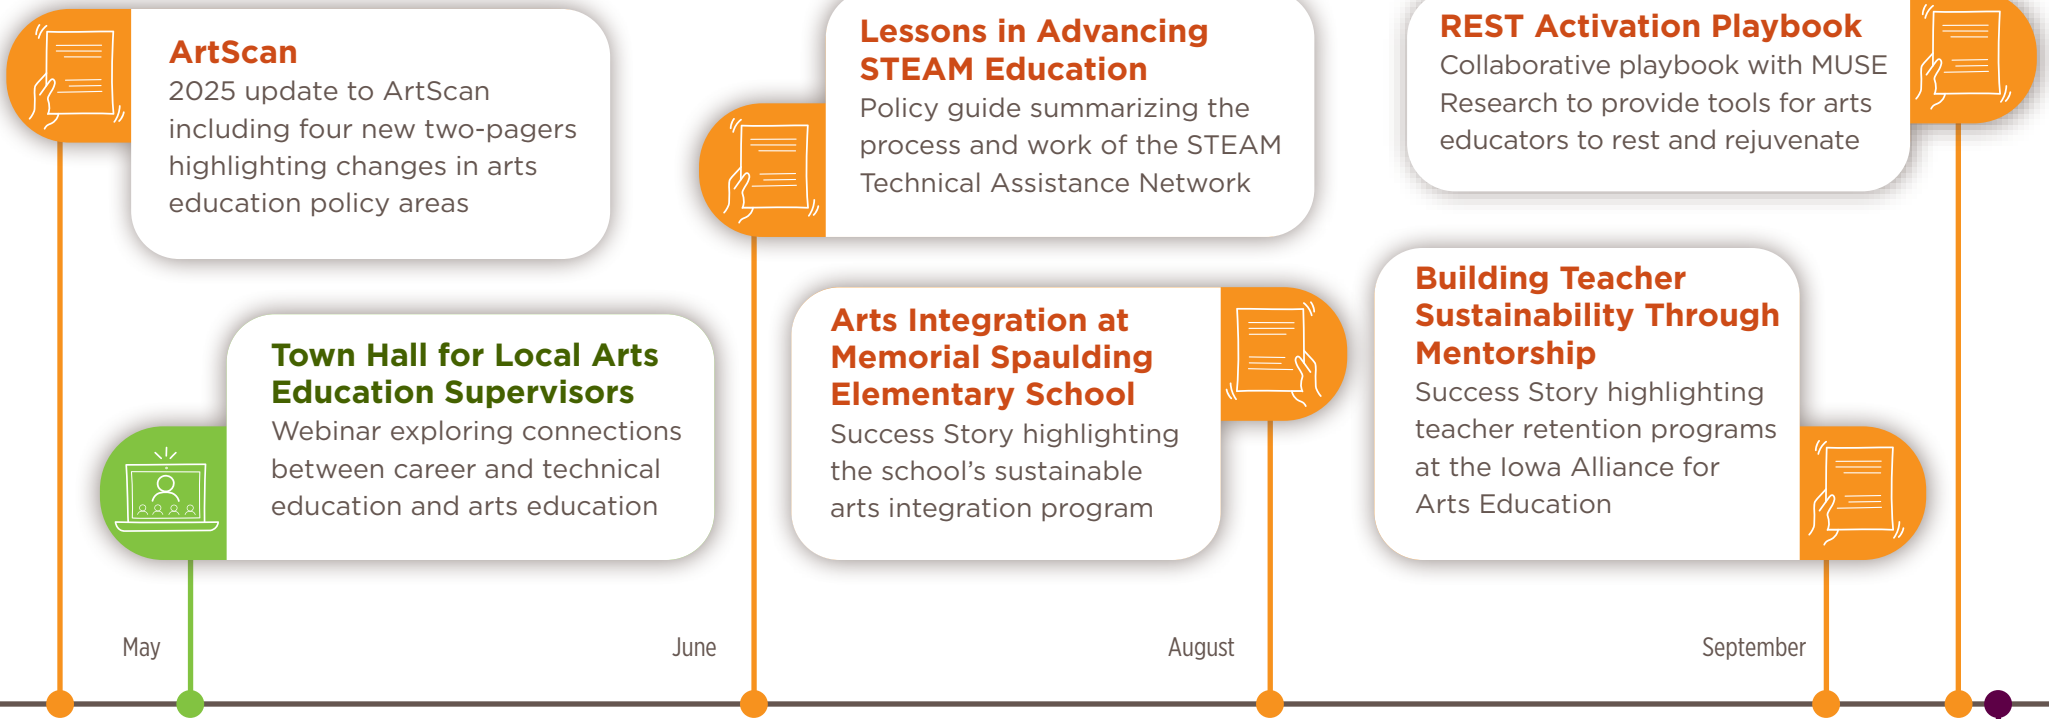 ArtScan
2025 update to ArtScan
including four new two-pagers
highlighting changes in arts
education policy areas
Town Hall for Local Arts
Education Supervisors
Webinar exploring connections
between career and technical
education and arts education
Lessons in Advancing
STEAM Education
Policy guide summarizing the
process and work of the STEAM
Technical Assistance Network
Arts Integration at
Memorial Spaulding
Elementary School
Success Story highlighting
the school’s sustainable
arts integration program
REST Activation Playbook
Collaborative playbook with MUSE
Research to provide tools for arts
educators to rest and rejuvenate
Building Teacher
Sustainability Through
Mentorship
Success Story highlighting
teacher retention programs
at the Iowa Alliance for
Arts Education
May
June
August
September